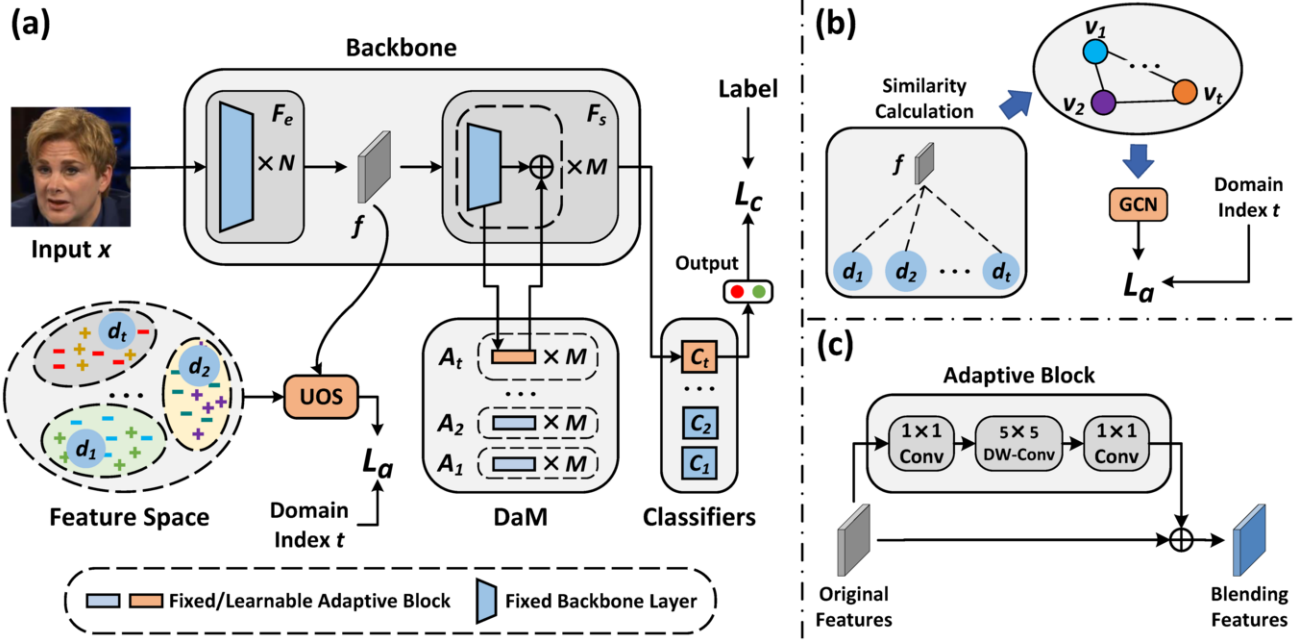 (a)
Backbone
F_e
× N
f
F_s
× M
Input x
Label
L_c
Output
d_t
d_2
...
d_1
Feature Space
UOS
L_a
Domain
Index t
A_t
× M
...
A_2
× M
A_1
× M
DaM
C_t
...
C_2
C_1
Classifiers
Fixed/Learnable Adaptive Block
Fixed Backbone Layer
(b)
Similarity
Calculation
f
d_1
d_2
...
d_t
v_1
...
v_2
v_t
GCN
Domain
Index t
L_a
(c)
Adaptive Block
1×1
Conv
5×5
DW-Conv
1×1
Conv
Original
Features
Blending
Features